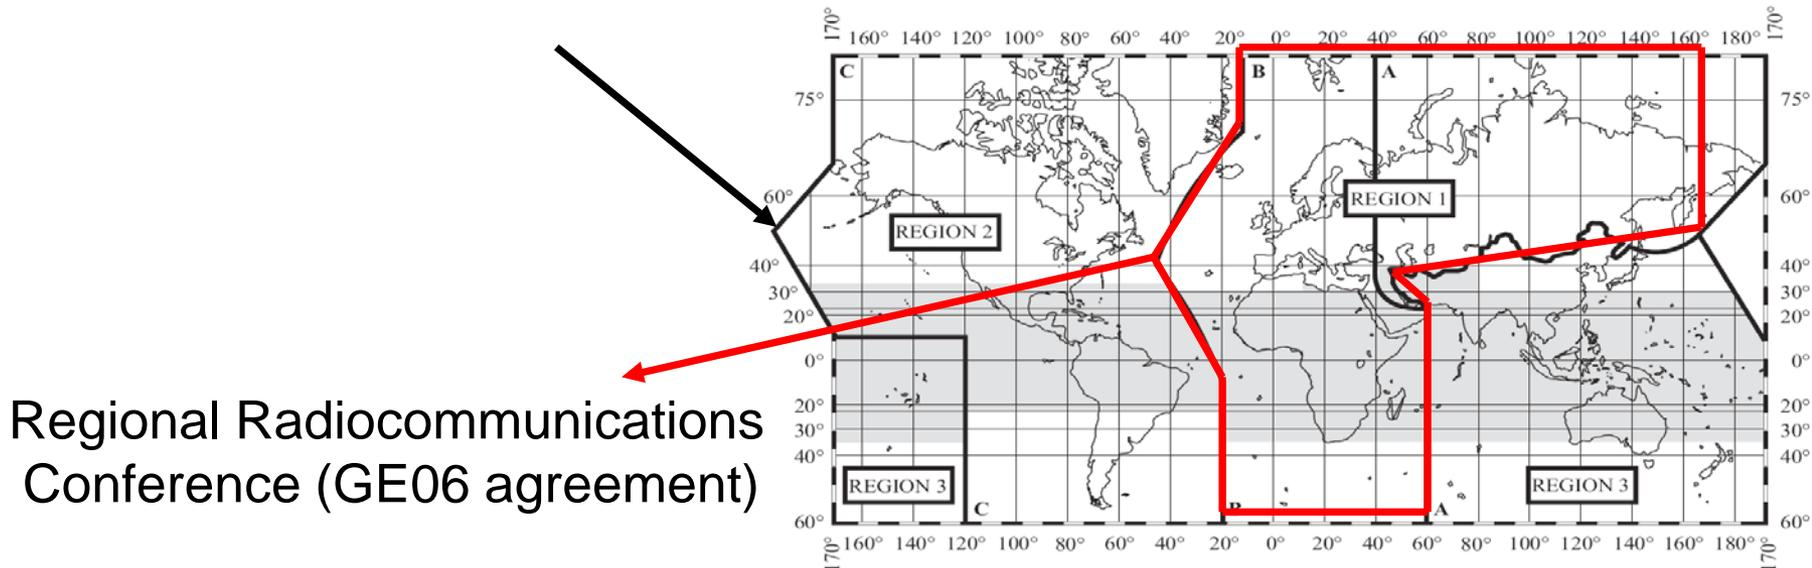 170° 160° 140° 120° 100° 80° 60° 40° 20° 0° 20° 40° 60° 80° 100° 120° 140° 160° 180° 170°
C B A
75° 75°
REGION 1
60° 60°
REGION 2
40° 40°
30° 30°
20° 20°
0° 0°
Regional Radiocommunications
20° 20°
30° 30°
Conference (GE06 agreement)
40° 40°
REGION 3 REGION 3
C B A
60° 60°
170° 160° 140° 120° 100° 80° 60° 40° 20° 0° 20° 40° 60° 80° 100° 120° 140° 160° 180° 170°